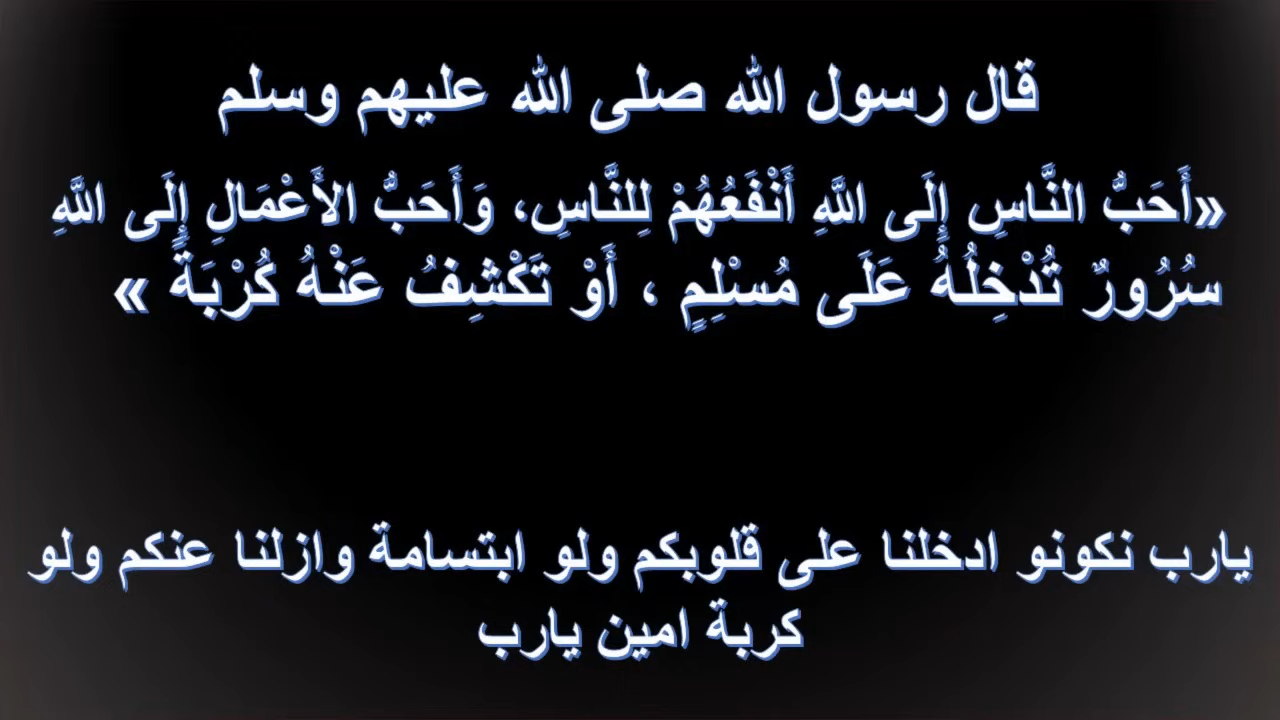 قال رسول الله صلى الله عليهم وسلم
«أَحَبُّ النَّاسِ إِلَى اللَّهِ أَنْفَعُهُمْ لِلنَّاسِ، وَأَحَبُّ الأَعْمَالِ إِلَى اللَّهِ
سُرُورٌ تُدْخِلُهُ عَلَى مُسْلِمٍ ، أَوْ تَكْشِفُ عَنْهُ كُرْبَةً »
يارب نكونو ادخلنا على قلوبكم ولو ابتسامة وازلنا عنكم ولو
كربة امين يارب